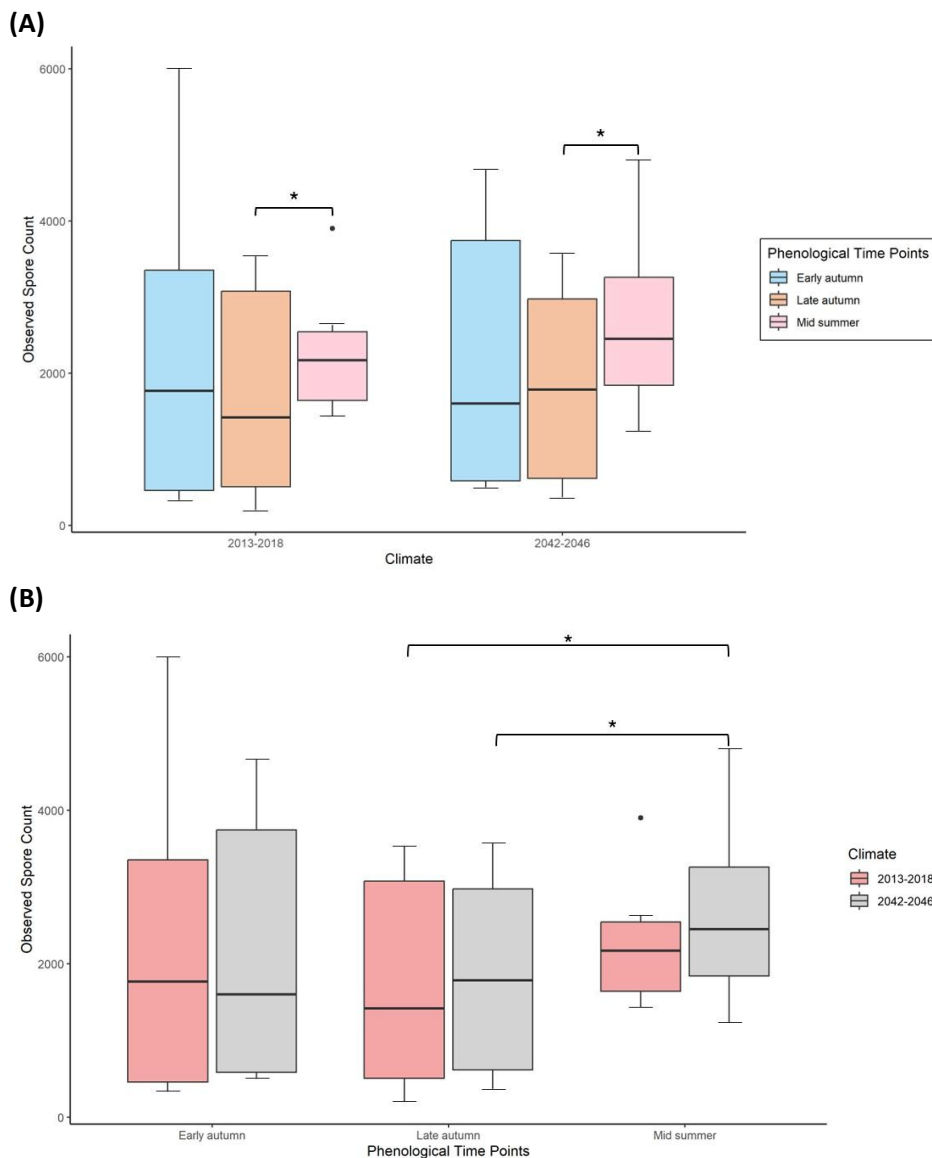 (A)
6000
4000
2000
0
Observed Spore Count
*
*
2013-2018
2042-2046
Climate
Phenological Time Points
Early autumn
Late autumn
Mid summer
(B)
6000
4000
2000
0
Observed Spore Count
*
*
Early autumn
Late autumn
Mid summer
Phenological Time Points
Climate
2013-2018
2042-2046